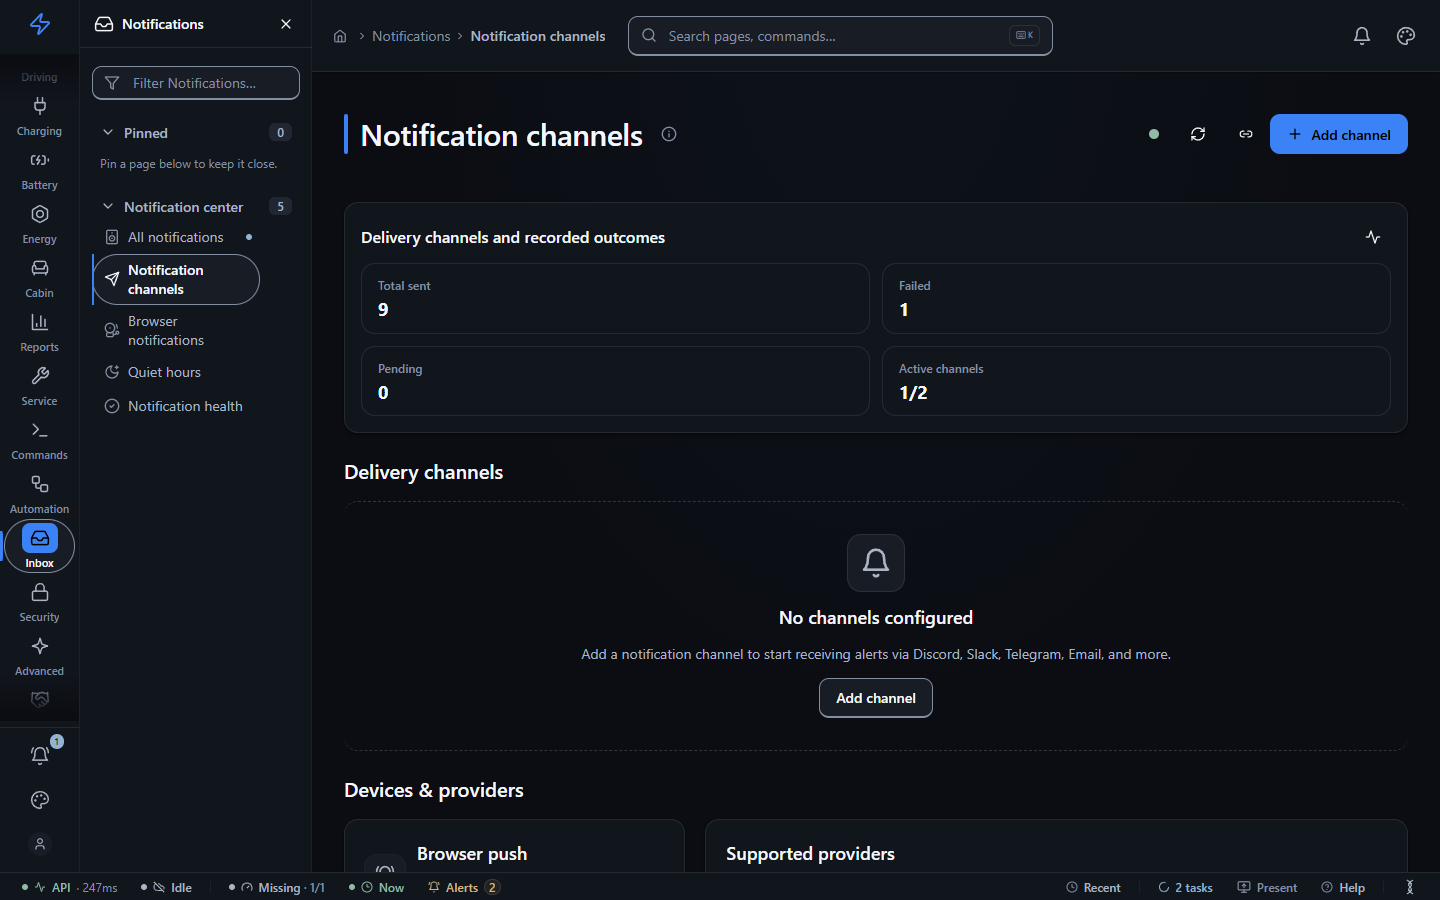 Notifications
Notifications
Notification channels
Search pages, commands...
K
Driving
Charging
Battery
Energy
Cabin
Reports
Service
Commands
Automation
Inbox
Security
Advanced
1
Filter Notifications...
Pinned
0
Pin a page below to keep it close.
Notification center
5
All notifications
Notification
channels
Browser
notifications
Quiet hours
Notification health
Notification channels
Add channel
Delivery channels and recorded outcomes
Total sent
9
Failed
1
Pending
0
Active channels
1/2
Delivery channels
No channels configured
Add a notification channel to start receiving alerts via Discord, Slack, Telegram, Email, and more.
Add channel
Devices & providers
Browser push
Supported providers
API · 247ms
Idle
Missing · 1/1
Now
Alerts 2
Recent
2 tasks
Present
Help